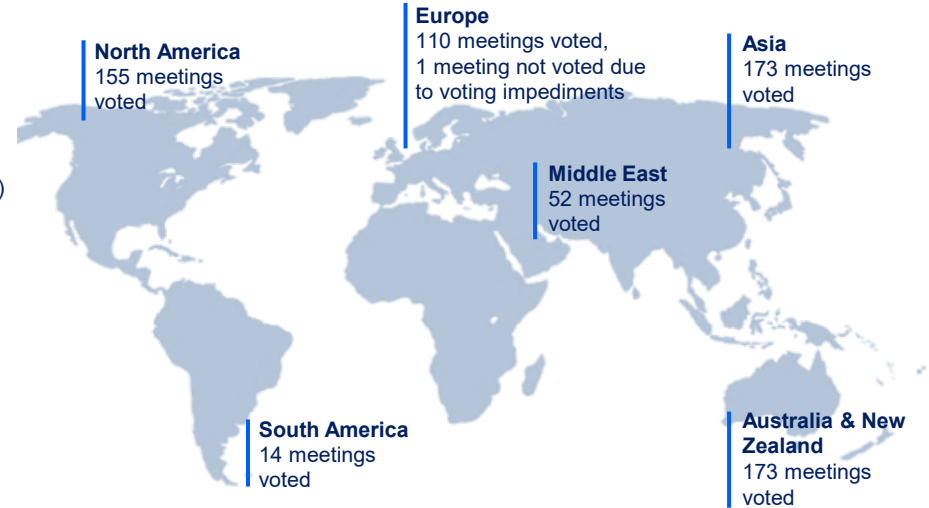 Europe
110 meetings voted,
1 meeting not voted due
to voting impediments
North America
155 meetings
voted
Asia
173 meetings
voted
)
Middle East
52 meetings
voted
South America
14 meetings
voted
Australia & New
Zealand
173 meetings
voted